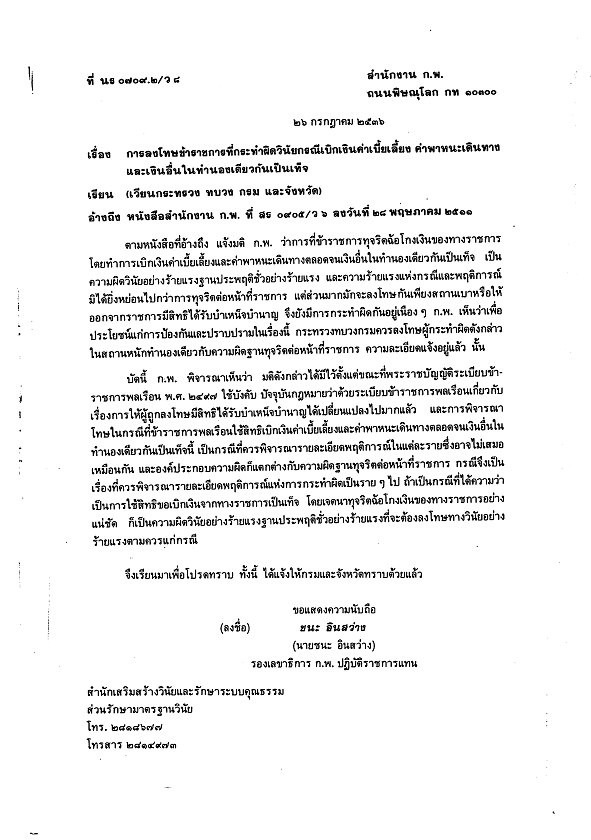 ที่ นร ๐๗๐๙.๒/ว ๘
สำนักงาน ก.พ.
ถนนพิษณุโลก กท ๑๐๓๐๐
๒๖ กรกฎาคม ๒๕๓๖
เรื่อง การลงโทษข้าราชการที่กระทำผิดวินัยกรณีเบิกเงินค่าเบี้ยเลี้ยง ค่าพาหนะเดินทาง
และเงินอื่นในทำนองเดียวกันเป็นเท็จ
เรียน (เวียนกระทรวง ทบวง กรม และจังหวัด)
อ้างถึง หนังสือสำนักงาน ก.พ. ที่ สร ๐๙๐๕/ว ๖ ลงวันที่ ๒๘ พฤษภาคม ๒๕๑๑
ตามหนังสือที่อ้างถึง แจ้งมติ ก.พ. ว่าการที่ข้าราชการทุจริตฉ้อโกงเงินของทางราชการ
โดยทำการเบิกเงินค่าเบี้ยเลี้ยงและค่าพาหนะเดินทางตลอดจนเงินอื่นในทำนองเดียวกันเป็นเท็จ เป็น
ความผิดวินัยอย่างร้ายแรงฐานประพฤติชั่วอย่างร้ายแรง และความร้ายแรงแห่งกรณีและพฤติการณ์
มิได้ยิ่งหย่อนไปกว่าการทุจริตต่อหน้าที่ราชการ แต่ส่วนมากมักจะลงโทษกันเพียงสถานเบาหรือให้
ออกจากราชการมีสิทธิได้รับบำเหน็จบำนาญ จึงยังมีการกระทำผิดกันอยู่เนือง ๆ ก.พ. เห็นว่าเพื่อ
ประโยชน์แก่การป้องกันและปราบปรามในเรื่องนี้ กระทรวงทบวงกรมควรลงโทษผู้กระทำผิดดังกล่าว
ในสถานหนักทำนองเดียวกับความผิดฐานทุจริตต่อหน้าที่ราชการ ความละเอียดแจ้งอยู่แล้ว นั้น
บัดนี้ ก.พ. พิจารณาเห็นว่า มติดังกล่าวได้มีไว้ตั้งแต่ขณะที่พระราชบัญญัติระเบียบข้า-
ราชการพลเรือน พ.ศ. ๒๔๙๗ ใช้บังคับ ปัจจุบันกฎหมายว่าด้วยระเบียบข้าราชการพลเรือนเกี่ยวกับ
เรื่องการให้ผู้ถูกลงโทษมีสิทธิได้รับบำเหน็จบำนาญได้เปลี่ยนแปลงไปมากแล้ว และการพิจารณา
โทษในกรณีที่ข้าราชการพลเรือนใช้สิทธิเบิกเงินค่าเบี้ยเลี้ยงและค่าพาหนะเดินทางตลอดจนเงินอื่นใน
ทำนองเดียวกันเป็นเท็จนี้ เป็นกรณีที่ควรพิจารณารายละเอียดพฤติการณ์ในแต่ละรายซึ่งอาจไม่เสมอ
เหมือนกัน และองค์ประกอบความผิดก็แตกต่างกับความผิดฐานทุจริตต่อหน้าที่ราชการ กรณีจึงเป็น
เรื่องที่ควรพิจารณารายละเอียดพฤติการณ์แห่งการกระทำผิดเป็นราย ๆ ไป ถ้าเป็นกรณีที่ได้ความว่า
เป็นการใช้สิทธิขอเบิกเงินจากทางราชการเป็นเท็จ โดยเจตนาทุจริตฉ้อโกงเงินของทางราชการอย่าง
แน่ชัด ก็เป็นความผิดวินัยอย่างร้ายแรงฐานประพฤติชั่วอย่างร้ายแรงที่จะต้องลงโทษทางวินัยอย่าง
ร้ายแรงตามควรแก่กรณี
จึงเรียนมาเพื่อโปรดทราบ ทั้งนี้ ได้แจ้งให้กรมและจังหวัดทราบด้วยแล้ว
ขอแสดงความนับถือ
(ลงชื่อ) ชนะ อินสว่าง
(นายชนะ อินสว่าง)
รองเลขาธิการ ก.พ. ปฏิบัติราชการแทน
สำนักเสริมสร้างวินัยและรักษาระบบคุณธรรม
ส่วนรักษามาตรฐานวินัย
โทร. ๒๘๑๘๖๗๗
โทรสาร ๒๘๑๔๙๗๓